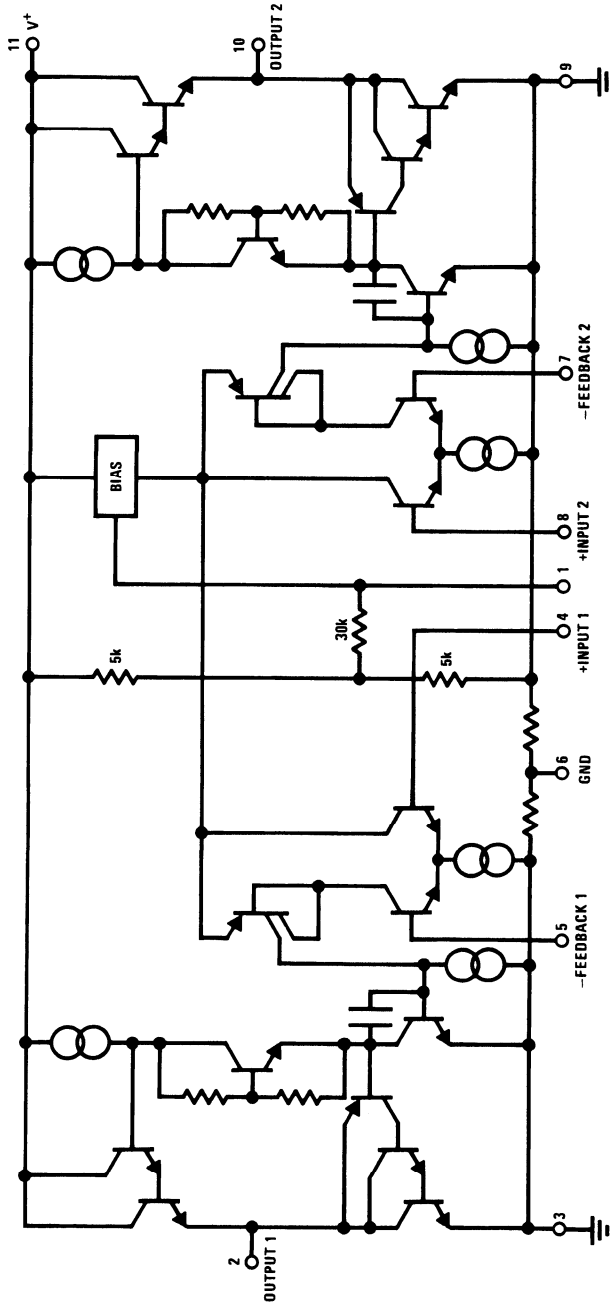 11 V+
10
OUTPUT 2
9
7
−FEEDBACK 2
BIAS
8
+INPUT 2
1
30k
4
+INPUT 1
5k
5k
6
GND
5
−FEEDBACK 1
3
2
OUTPUT 1